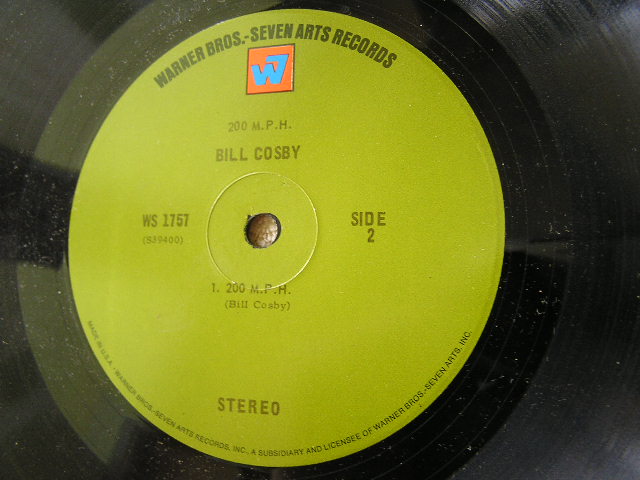 WARNER BROS.-SEVEN ARTS RECORDS
W7
200 M.P.H.
BILL COSBY
WS 1757
(S39400)
SIDE
2
1. 200 M.P.H.
(Bill Cosby)
STEREO
MADE IN U.S.A. • WARNER BROS.-SEVEN ARTS RECORDS, INC., A SUBSIDIARY AND LICENSEE OF WARNER BROS.-SEVEN ARTS, INC.